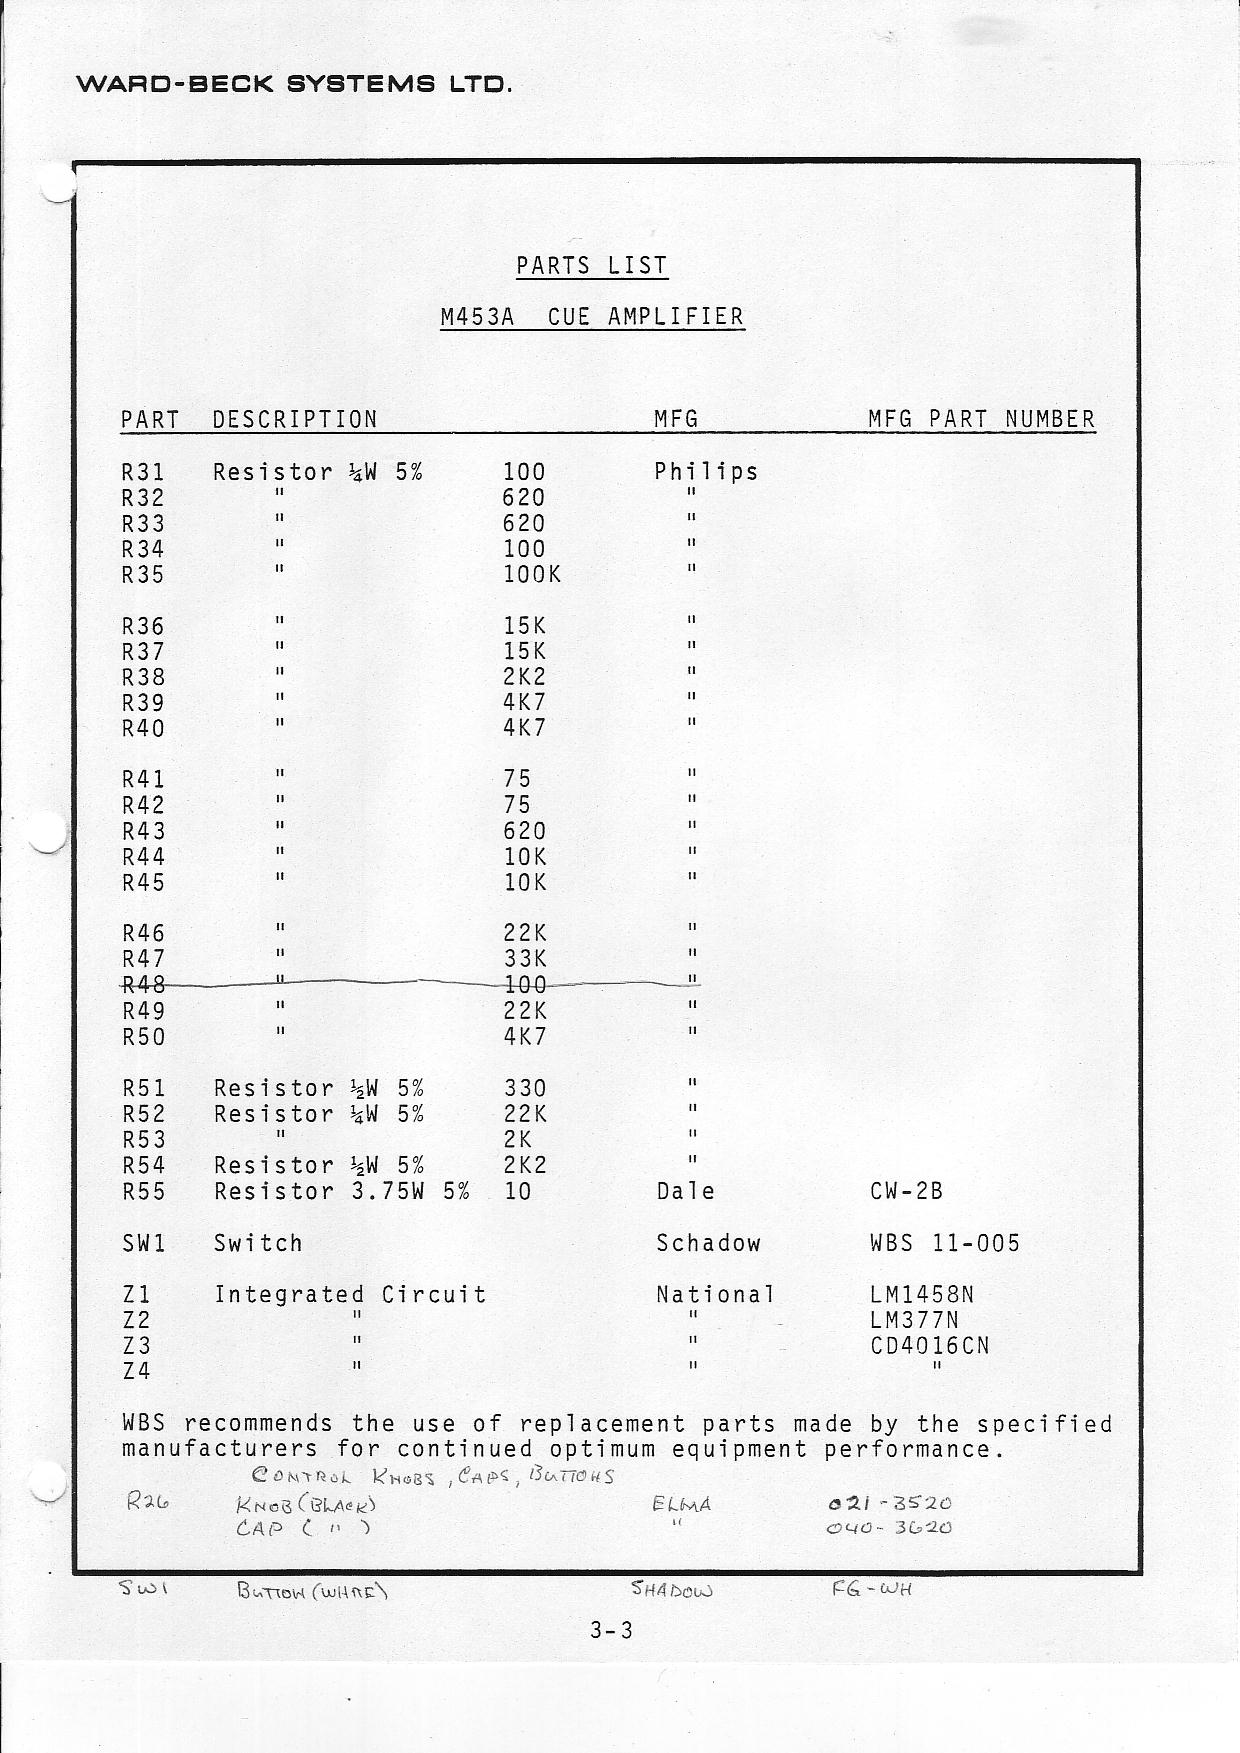 WARD-BECK SYSTEMS LTD.
PARTS LIST
M453A CUE AMPLIFIER
PART DESCRIPTION MFG MFG PART NUMBER
R31 Resistor ¼W 5% 100 Philips
R32 " 620 "
R33 " 620 "
R34 " 100 "
R35 " 100K "
R36 " 15K "
R37 " 15K "
R38 " 2K2 "
R39 " 4K7 "
R40 " 4K7 "
R41 " 75 "
R42 " 75 "
R43 " 620 "
R44 " 10K "
R45 " 10K "
R46 " 22K "
R47 " 33K "
R48 " 100 "
R49 " 22K "
R50 " 4K7 "
R51 Resistor ½W 5% 330 "
R52 Resistor ¼W 5% 22K "
R53 " 2K "
R54 Resistor ½W 5% 2K2 "
R55 Resistor 3.75W 5% 10 Dale CW-2B
SW1 Switch Schadow WBS 11-005
Z1 Integrated Circuit National LM1458N
Z2 " " LM377N
Z3 " " CD4016CN
Z4 " " "
WBS recommends the use of replacement parts made by the specified
manufacturers for continued optimum equipment performance.
CONTROL KNOBS, CAPS, BUTTONS
R26 KNOB (BLACK) ELMA 021-3520
CAP ( " ) " 040-3620
SW1 BUTTON (WHITE) SHADOW FG-WH
3-3